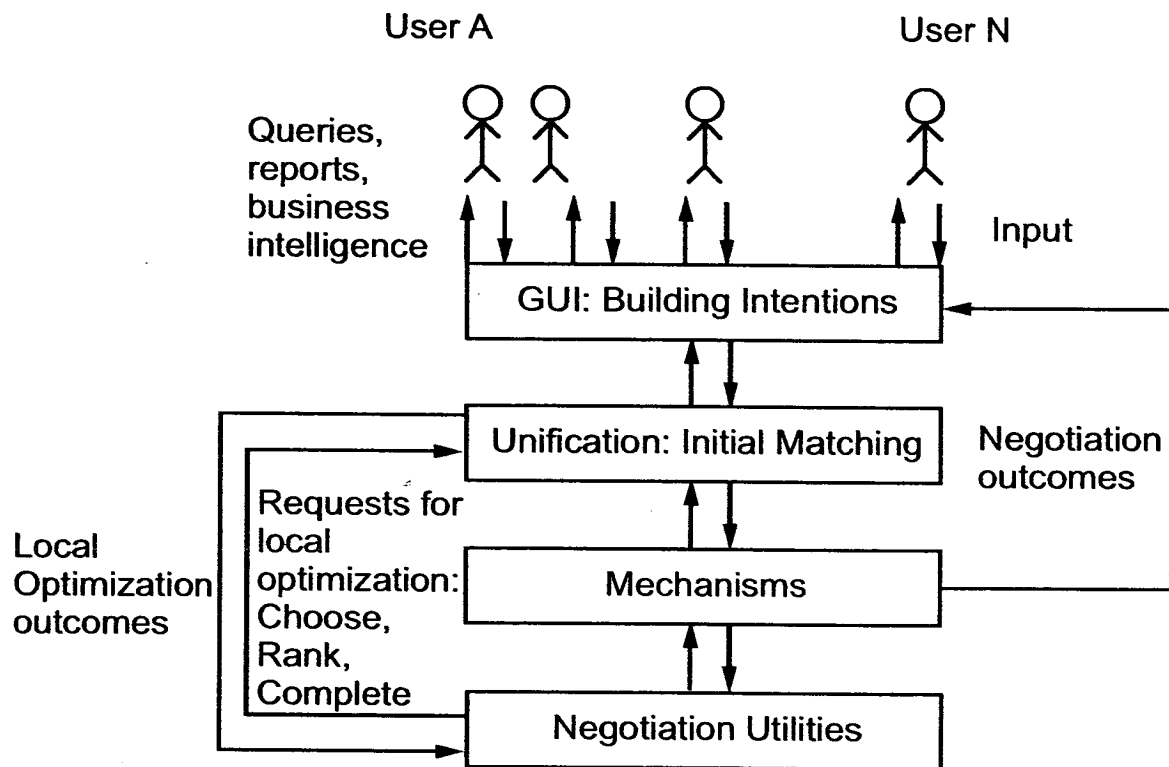 User A
User N
Queries,
reports,
business
intelligence
Input
GUI: Building Intentions
Unification: Initial Matching
Negotiation
outcomes
Requests for
local
optimization:
Choose,
Rank,
Complete
Local
Optimization
outcomes
Mechanisms
Negotiation Utilities